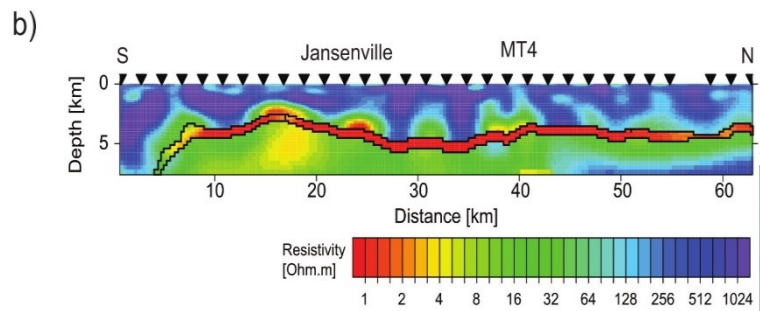 b)
S Jansenville MT4 N
Depth [km]
0
5
10 20 30 40 50 60
Distance [km]
Resistivity
[Ohm.m]
1 2 4 8 16 32 64 128 256 512 1024